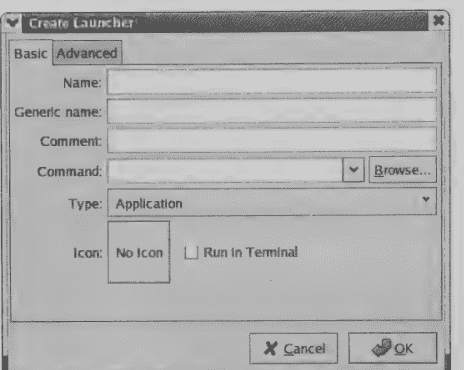 Create Launcher
Basic Advanced
Name:
Generic name:
Comment:
Command: Browse...
Type: Application
Icon: No Icon Run in Terminal
Cancel OK